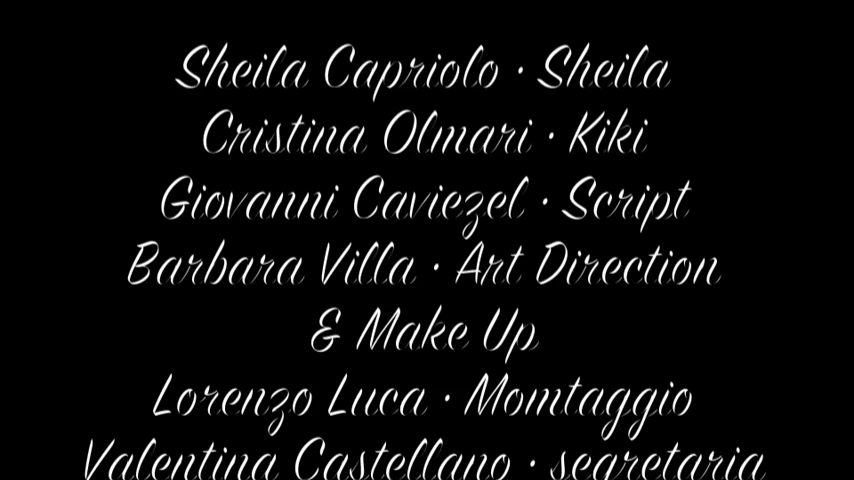 Sheila Capriolo · Sheila
Cristina Olmari · Kiki
Giovanni Caviezel · Script
Barbara Villa · Art Direction
& Make Up
Lorenzo Luca · Momtaggio
Valentina Castellano · segretaria